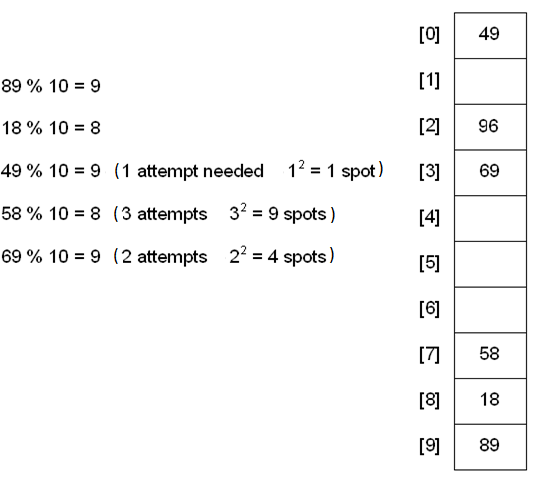 [0] 49
89 % 10 = 9 [1]
18 % 10 = 8 [2] 96
49 % 10 = 9 (1 attempt needed 1² = 1 spot) [3] 69
58 % 10 = 8 (3 attempts 3² = 9 spots) [4]
69 % 10 = 9 (2 attempts 2² = 4 spots) [5]
[6]
[7] 58
[8] 18
[9] 89